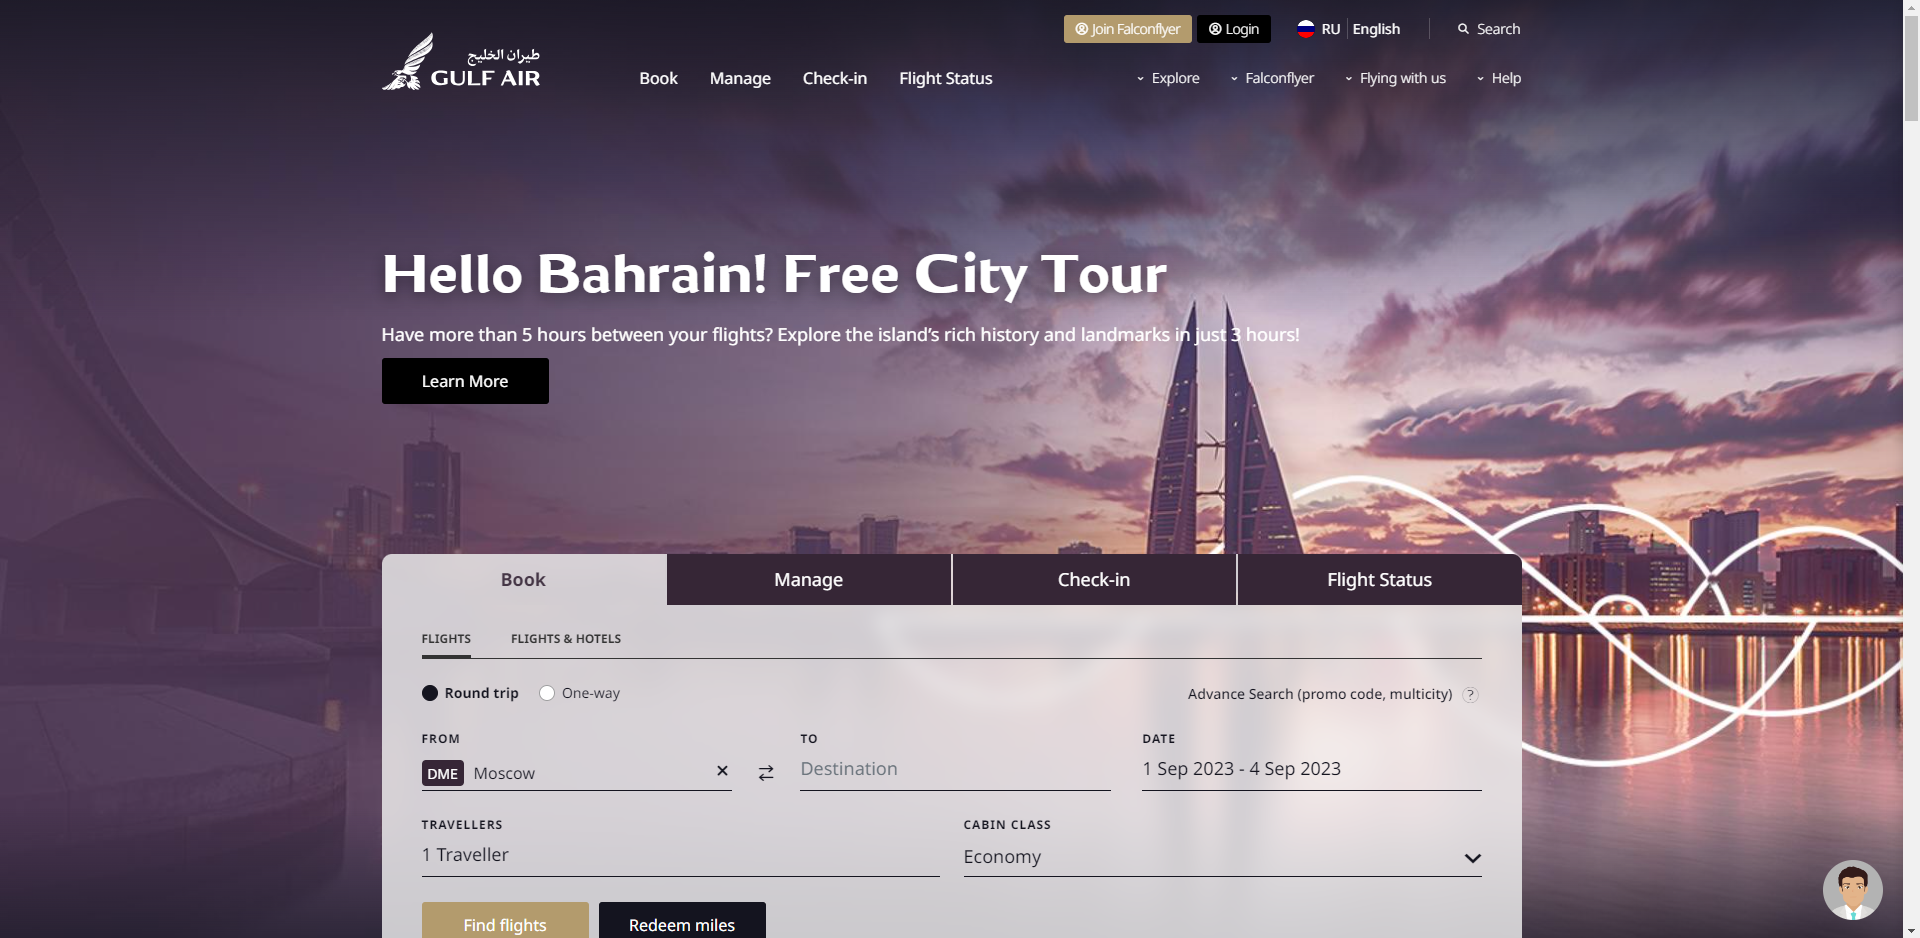 Join Falconflyer
Login
RU
English
Search
طيران الخليج
GULF AIR
Book
Manage
Check-in
Flight Status
Explore
Falconflyer
Flying with us
Help
Hello Bahrain! Free City Tour
Have more than 5 hours between your flights? Explore the island’s rich history and landmarks in just 3 hours!
Learn More
Book
Manage
Check-in
Flight Status
FLIGHTS
FLIGHTS & HOTELS
Round trip
One-way
Advance Search (promo code, multicity) ?
FROM
TO
DATE
DME Moscow
Destination
1 Sep 2023 - 4 Sep 2023
TRAVELLERS
CABIN CLASS
1 Traveller
Economy
Find flights
Redeem miles